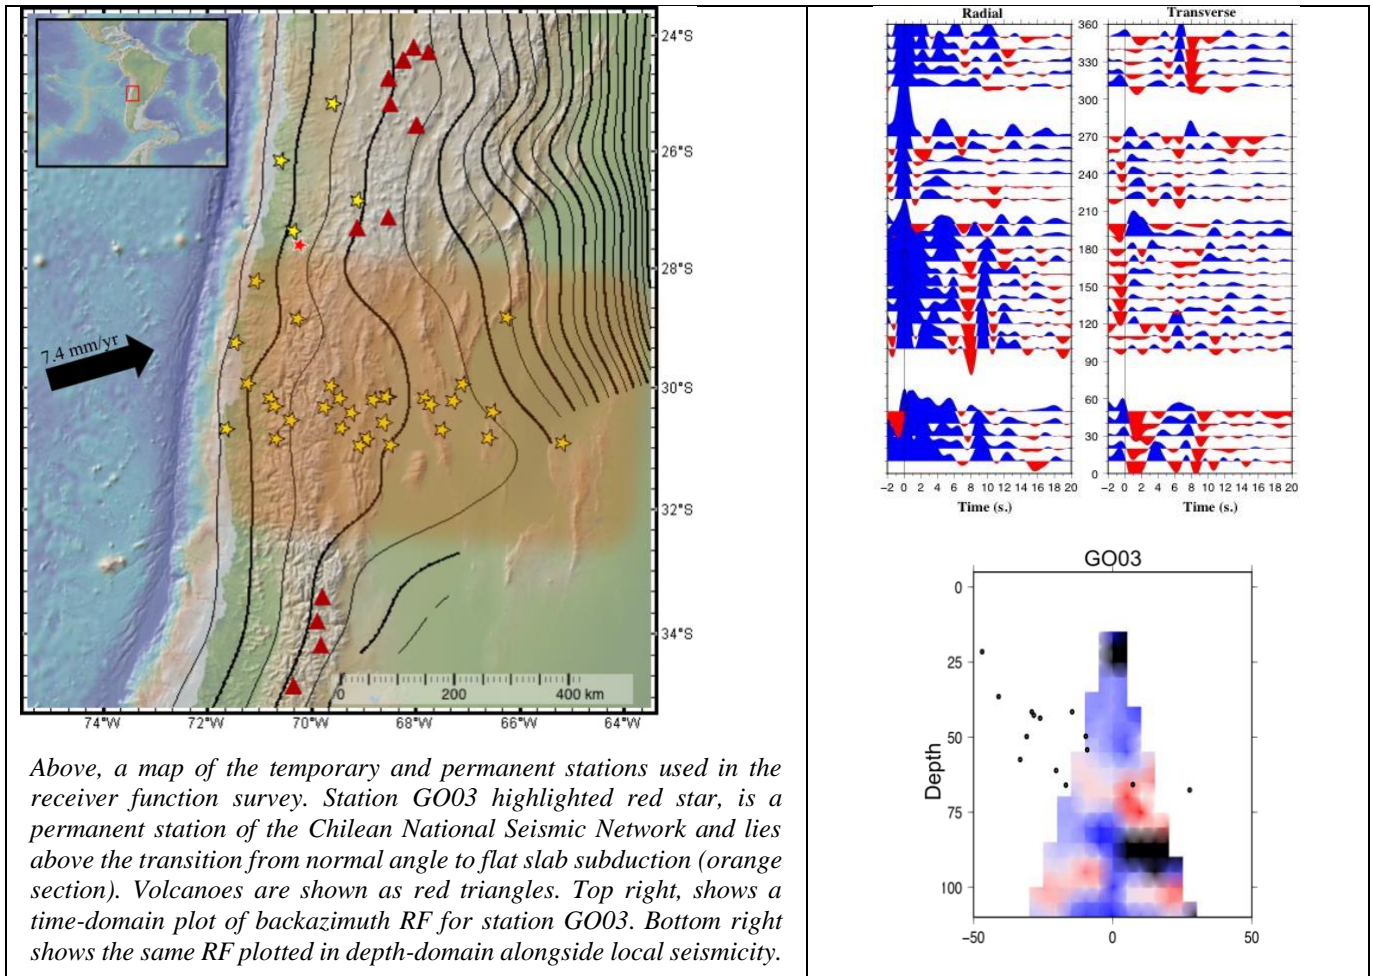 24°S
26°S
28°S
30°S
32°S
34°S
7.4 mm/yr
0 200 400 km
74°W 72°W 70°W 68°W 66°W 64°W
Above, a map of the temporary and permanent stations used in the
receiver function survey. Station GO03 highlighted red star, is a
permanent station of the Chilean National Seismic Network and lies
above the transition from normal angle to flat slab subduction (orange
section). Volcanoes are shown as red triangles. Top right, shows a
time-domain plot of backazimuth RF for station GO03. Bottom right
shows the same RF plotted in depth-domain alongside local seismicity.
Radial Transverse
360
330
300
270
240
210
180
150
120
90
60
30
0
−2 0 2 4 6 8 10 12 14 16 18 20 −2 0 2 4 6 8 10 12 14 16 18 20
Time (s.) Time (s.)
GO03
0
25
50
75
100
Depth
−50 0 50